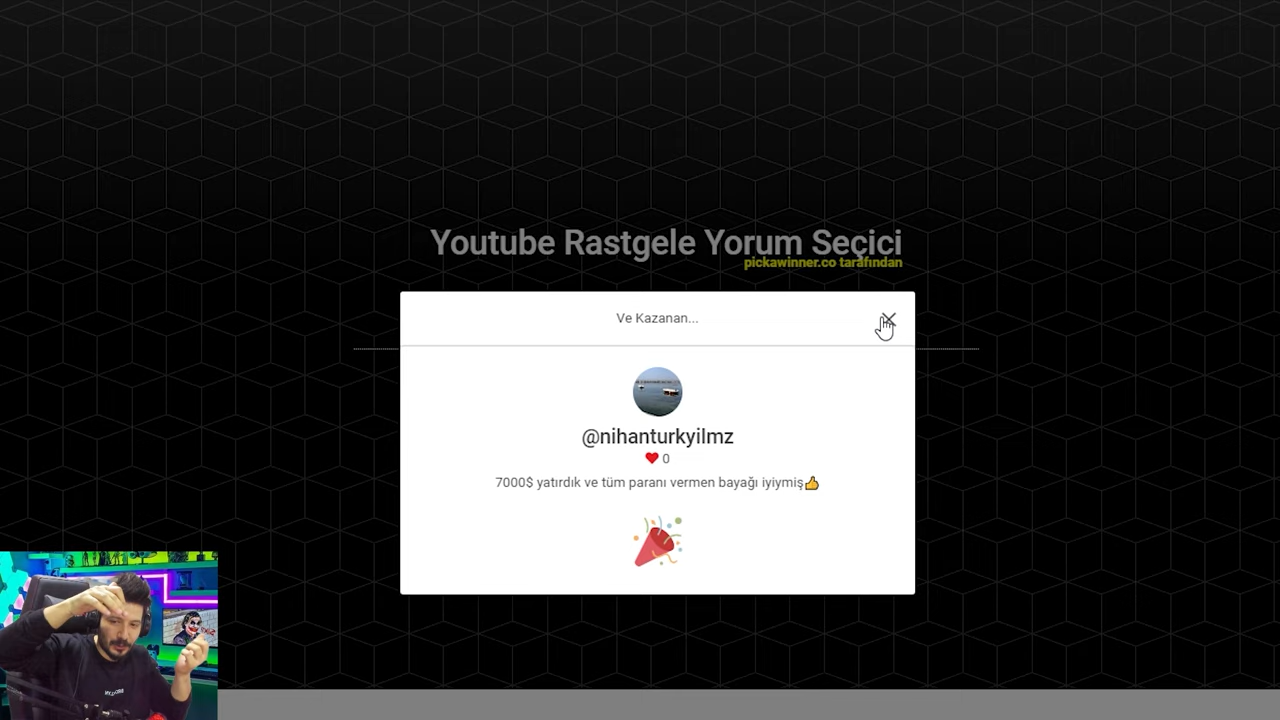 Youtube Rastgele Yorum Seçici
pickawinner.co tarafından
Ve Kazanan...
@nihanturkyilmz
0
7000$ yatırdık ve tüm paranı vermen bayağı iyiymiş👍